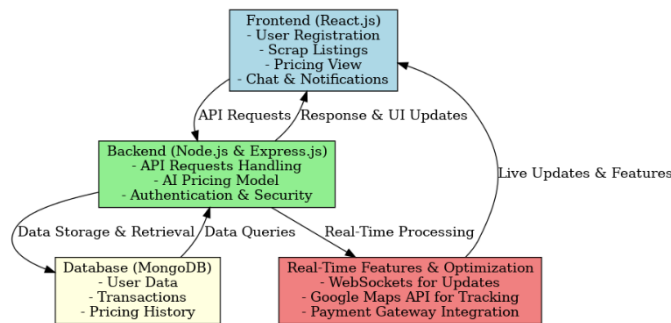 Frontend (React.js)
- User Registration
- Scrap Listings
- Pricing View
- Chat & Notifications
API Requests
Response & UI Updates
Backend (Node.js & Express.js)
- API Requests Handling
- AI Pricing Model
- Authentication & Security
Live Updates & Features
Data Storage & Retrieval
Data Queries
Real-Time Processing
Database (MongoDB)
- User Data
- Transactions
- Pricing History
Real-Time Features & Optimization
- WebSockets for Updates
- Google Maps API for Tracking
- Payment Gateway Integration